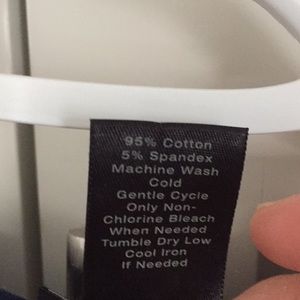 95% Cotton
5% Spandex
Machine Wash
Cold
Gentle Cycle
Only Non-
Chlorine Bleach
When Needed
Tumble Dry Low
Cool Iron
If Needed